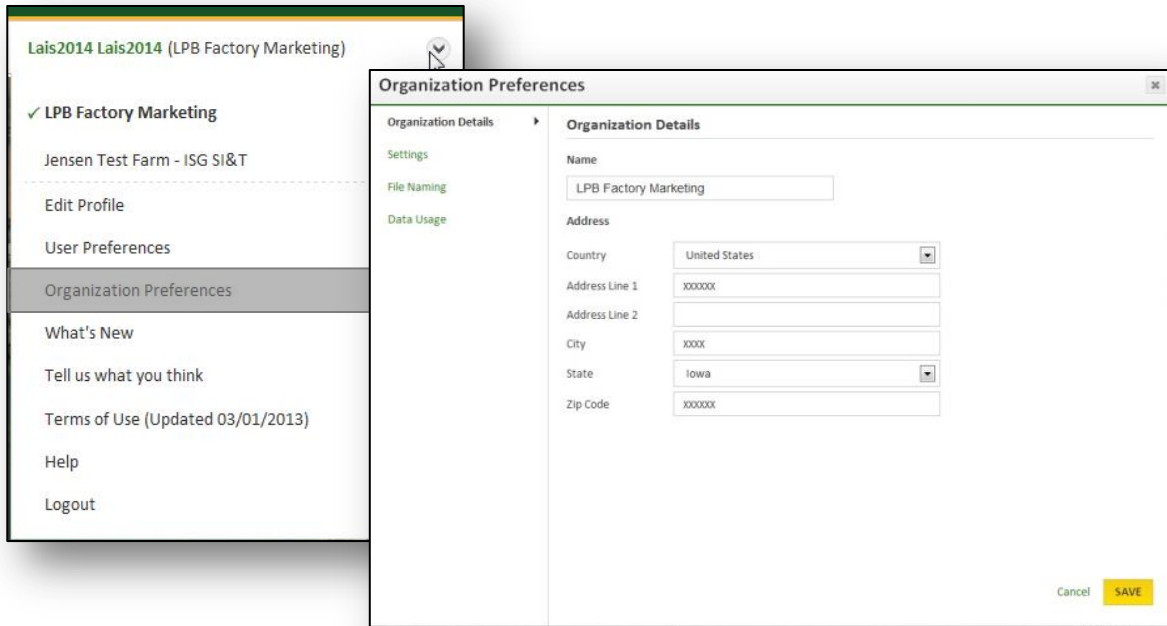 Lais2014 Lais2014 (LPB Factory Marketing)
✓ LPB Factory Marketing
Jensen Test Farm - ISG SI&T
Edit Profile
User Preferences
Organization Preferences
What's New
Tell us what you think
Terms of Use (Updated 03/01/2013)
Help
Logout
Organization Preferences
Organization Details
Settings
File Naming
Data Usage
Organization Details
Name
LPB Factory Marketing
Address
Country United States
Address Line 1 xxxxxx
Address Line 2
City xxxx
State Iowa
Zip Code xxxxxx
Cancel SAVE